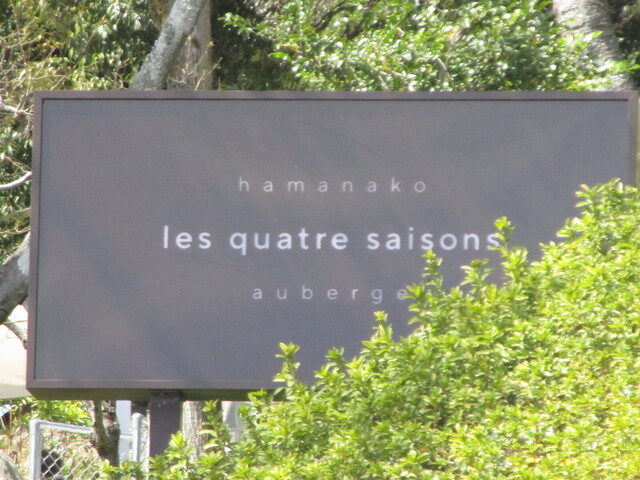 hamanako
les quatre saisons
auberge